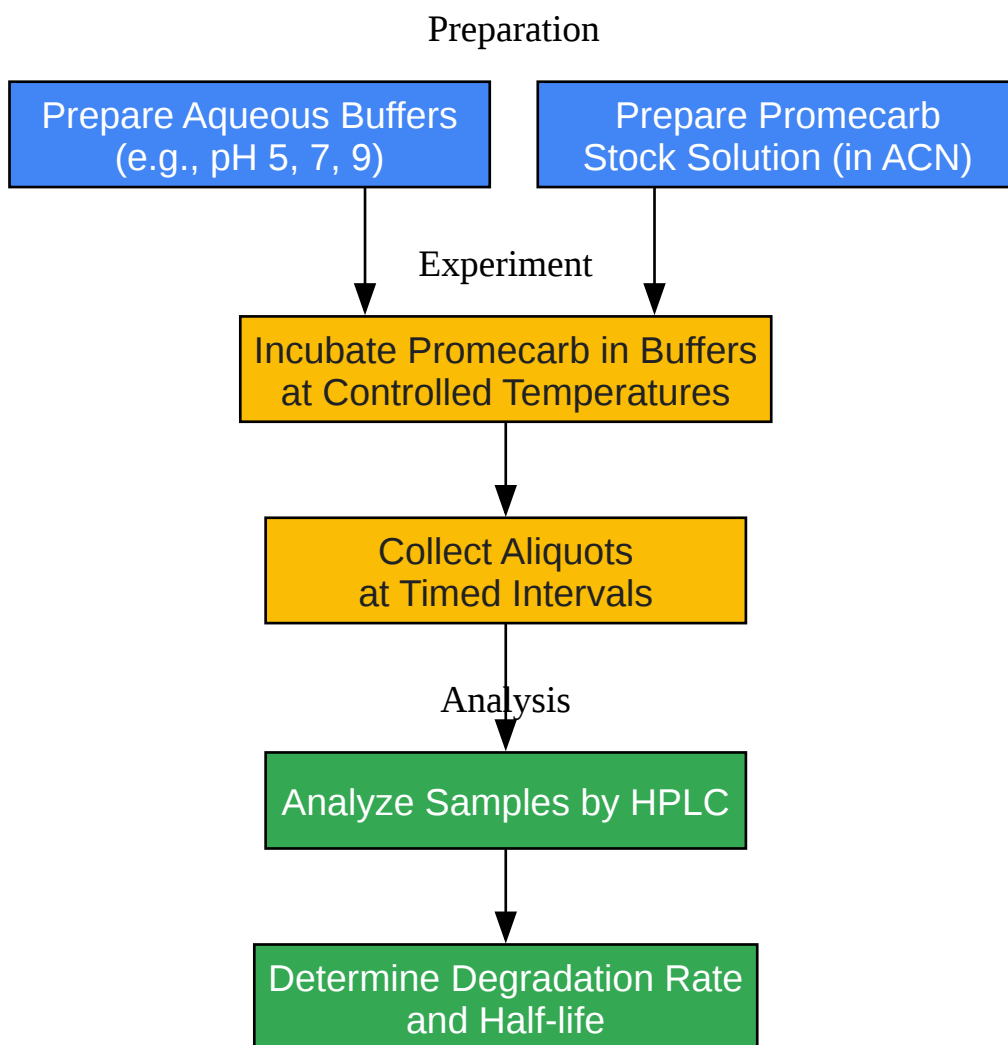 Preparation
Prepare Aqueous Buffers
(e.g., pH 5, 7, 9)
Prepare Promecarb
Stock Solution (in ACN)
Experiment
Incubate Promecarb in Buffers
at Controlled Temperatures
Collect Aliquots
at Timed Intervals
Analysis
Analyze Samples by HPLC
Determine Degradation Rate
and Half-life